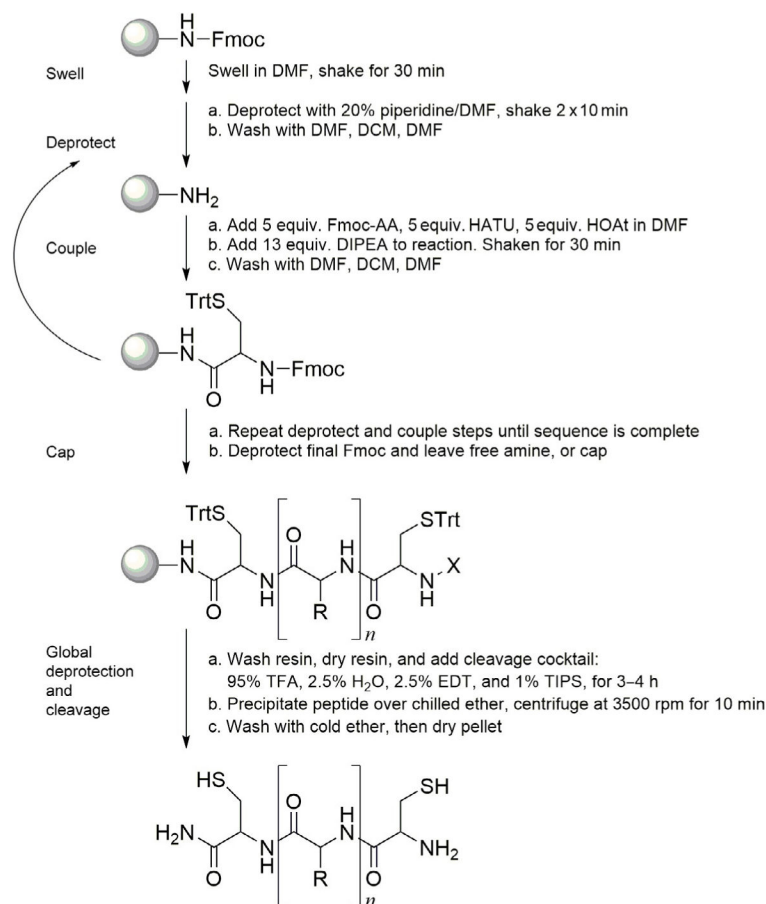 H
N–Fmoc
Swell
Swell in DMF, shake for 30 min
a. Deprotect with 20% piperidine/DMF, shake 2 x 10 min
b. Wash with DMF, DCM, DMF
Deprotect
NH2
a. Add 5 equiv. Fmoc-AA, 5 equiv. HATU, 5 equiv. HOAt in DMF
Couple
b. Add 13 equiv. DIPEA to reaction. Shaken for 30 min
c. Wash with DMF, DCM, DMF
TrtS
H
N
N–Fmoc
H
O
a. Repeat deprotect and couple steps until sequence is complete
Cap
b. Deprotect final Fmoc and leave free amine, or cap
TrtS STrt
O
H H
N N X
N N
H H
O R O
n
Global
deprotection
and
cleavage
a. Wash resin, dry resin, and add cleavage cocktail:
95% TFA, 2.5% H2O, 2.5% EDT, and 1% TIPS, for 3–4 h
b. Precipitate peptide over chilled ether, centrifuge at 3500 rpm for 10 min
c. Wash with cold ether, then dry pellet
HS SH
O
H
H2N N
N NH2
H
O R O
n